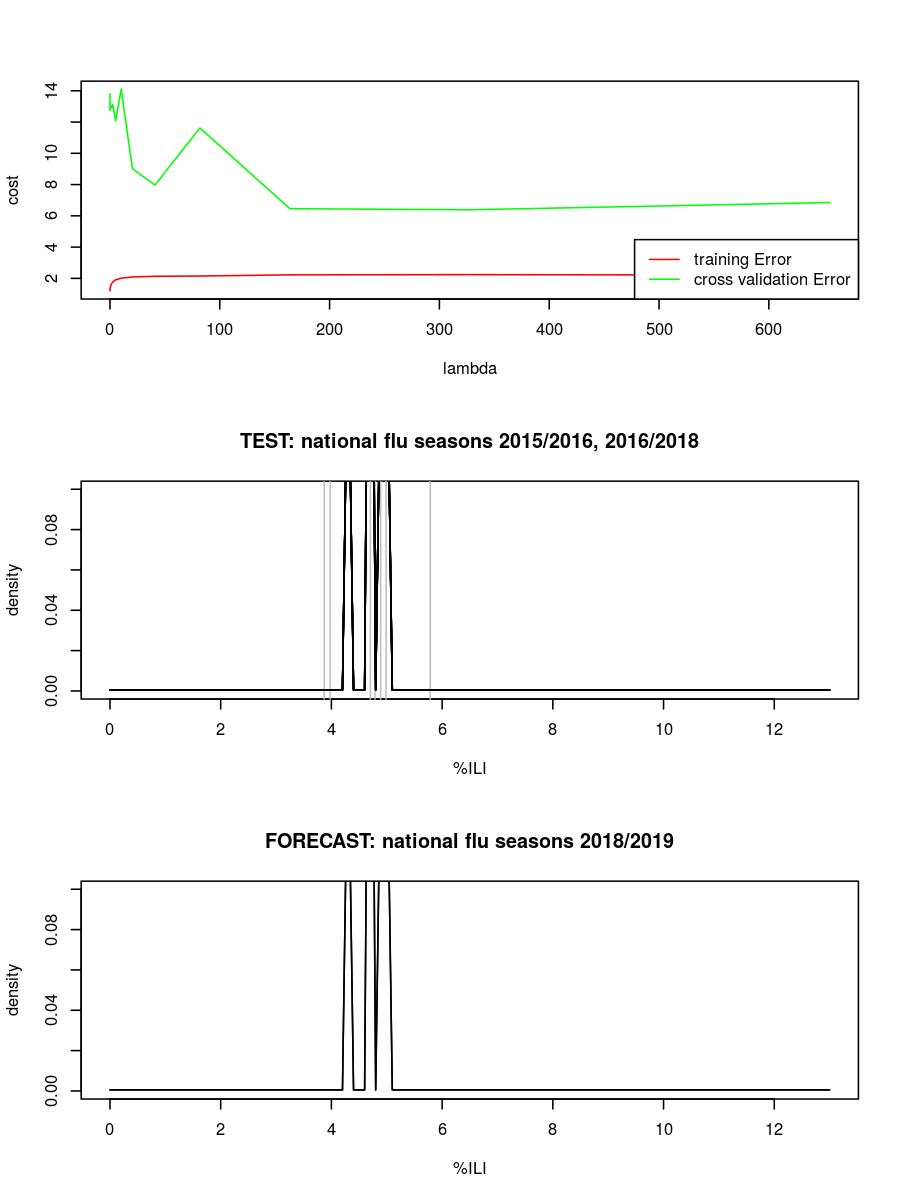 14
10
8
6
4
2
cost
training Error
cross validation Error
0 100 200 300 400 500 600
lambda
TEST: national flu seasons 2015/2016, 2016/2018
0.08
0.04
0.00
density
0 2 4 6 8 10 12
%ILI
FORECAST: national flu seasons 2018/2019
0.08
0.04
0.00
density
0 2 4 6 8 10 12
%ILI